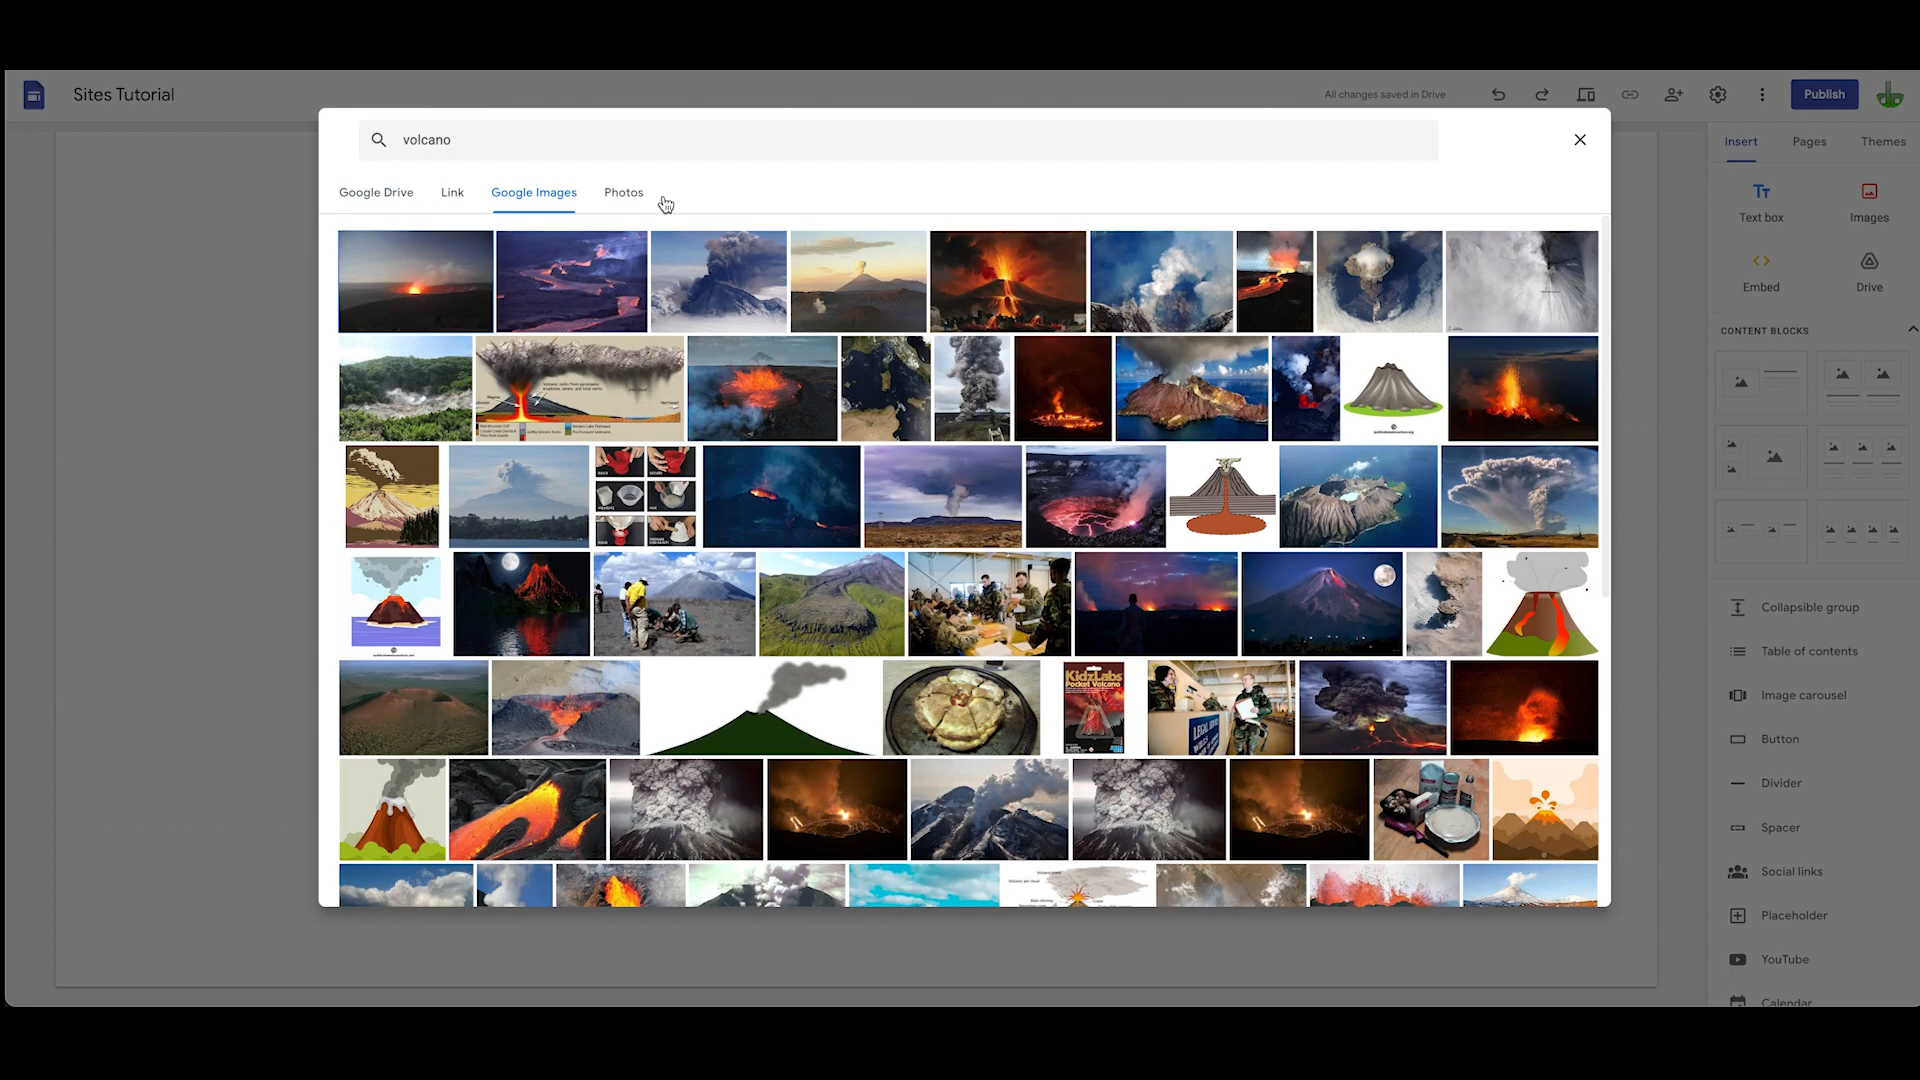 Sites Tutorial
All changes saved in Drive
Publish
volcano
Google Drive
Link
Google Images
Photos
Insert
Pages
Themes
Text box
Images
Embed
Drive
CONTENT BLOCKS
Collapsible group
Table of contents
Image carousel
Button
Divider
Spacer
Social links
Placeholder
YouTube
Calendar
KidzLabs
Pocket Volcano
LEGAL
WILLS